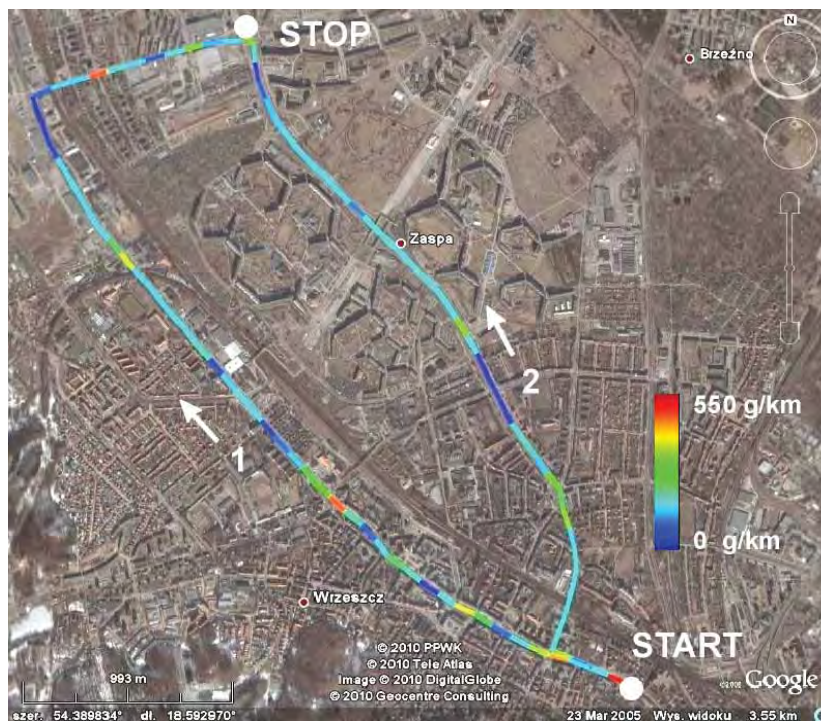 N
STOP
Brzeźno
Zaspa
2
550 g/km
1
0 g/km
Wrzeszcz
START
© 2010 PPWK
© 2010 Tele Atlas
Image © 2010 DigitalGlobe
© 2010 Geocentre Consulting
Google
993 m
szer. 54.389834° dł. 18.592970°
23 Mar 2005 Wys. widoku 3.55 km